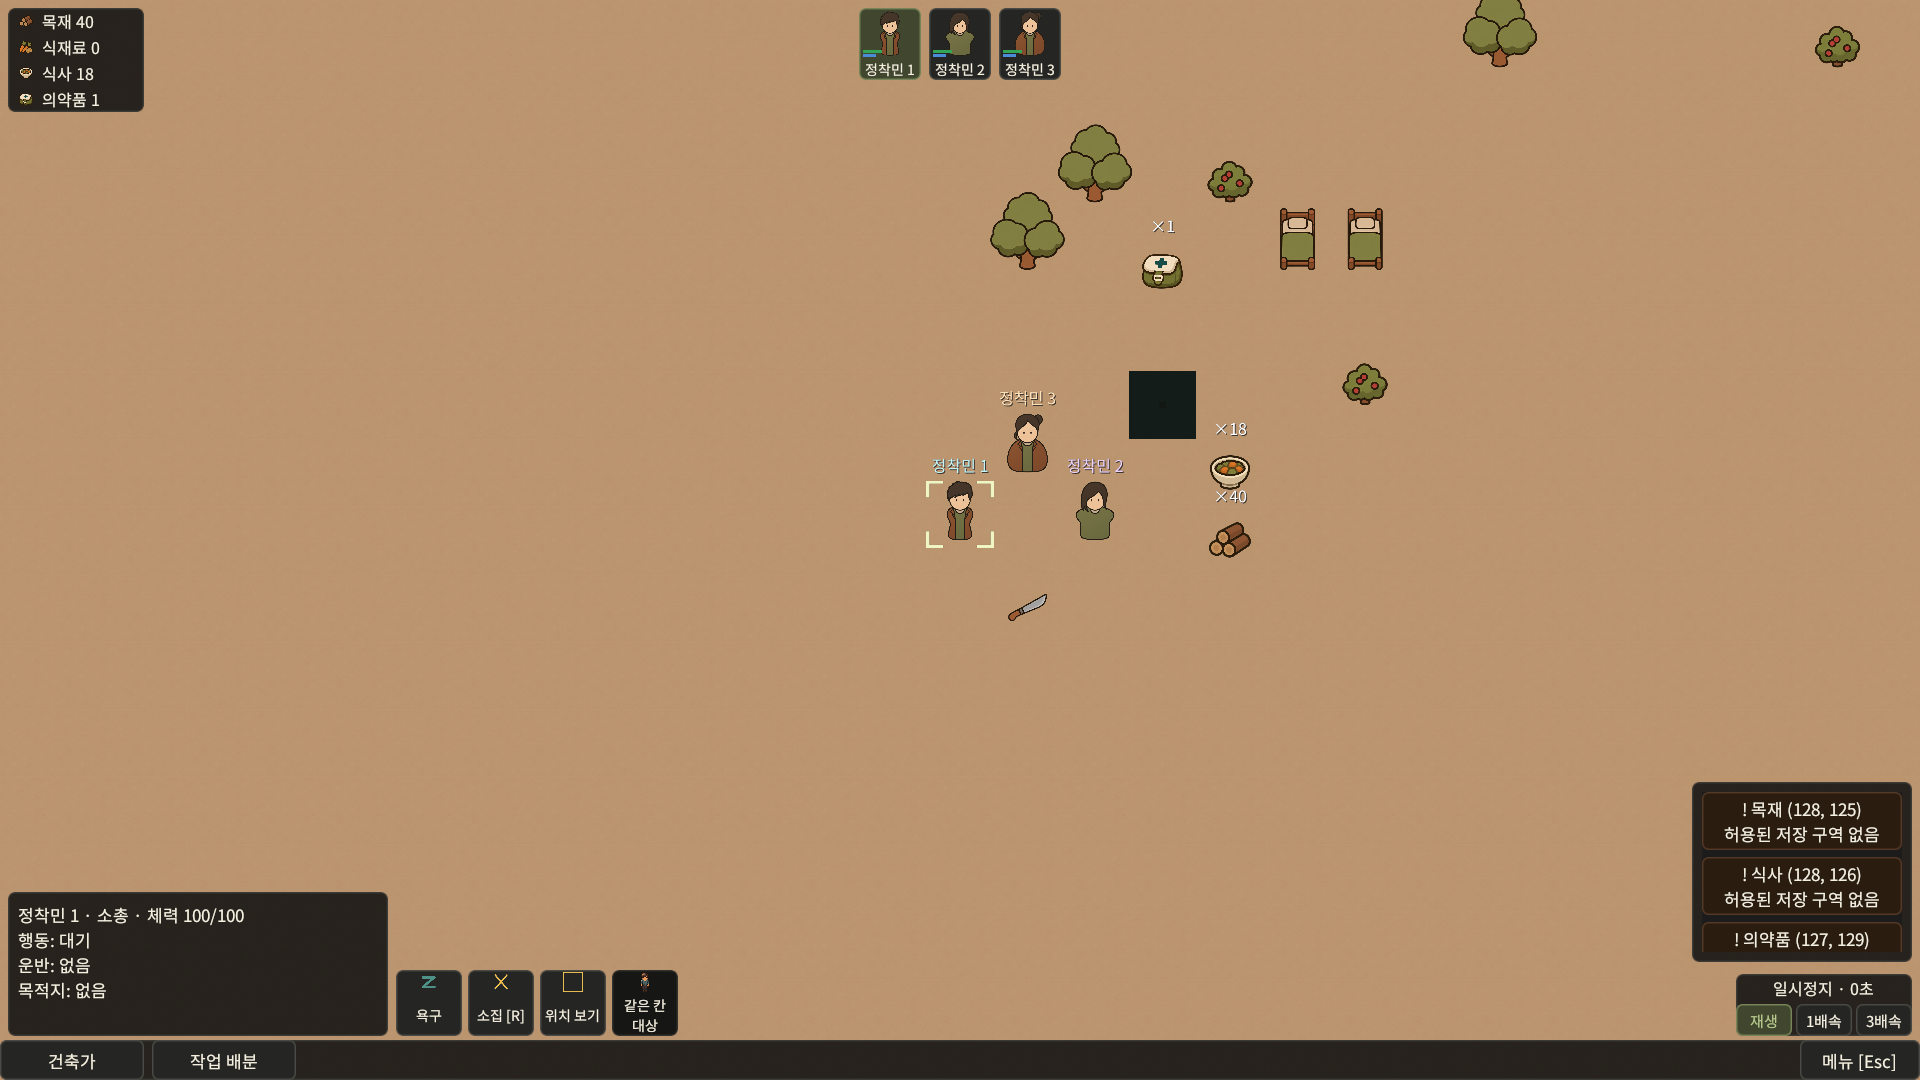 목재 40
식재료 0
식사 18
의약품 1
정착민 1
정착민 2
정착민 3
×1
정착민 3
×18
정착민 1
정착민 2
×40
! 목재 (128, 125)
허용된 저장 구역 없음
! 식사 (128, 126)
허용된 저장 구역 없음
! 의약품 (127, 129)
정착민 1 · 소총 · 체력 100/100
행동: 대기
운반: 없음
목적지: 없음
욕구
소집 [R]
위치 보기
같은 칸
대상
일시정지 · 0초
재생
1배속
3배속
건축가
작업 배분
메뉴 [Esc]